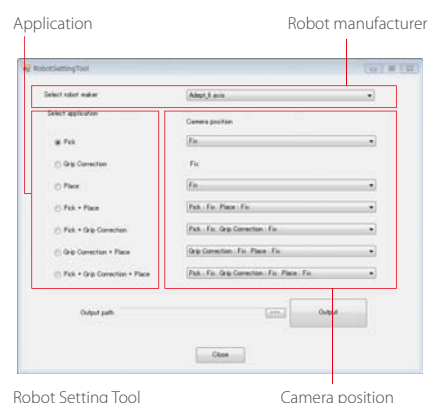 Application
Robot manufacturer
RobotSettingTool
Select robot maker
Adept_6 axis
Select application
Camera position
Pick
Fix
Grip Correction
Fix
Place
Fix
Pick + Place
Pick : Fix Place : Fix
Pick + Grip Correction
Pick : Fix Grip Correction : Fix
Grip Correction + Place
Grip Correction : Fix Place : Fix
Pick + Grip Correction + Place
Pick : Fix Grip Correction : Fix Place : Fix
Output path
...
Output
Close
Robot Setting Tool
Camera position